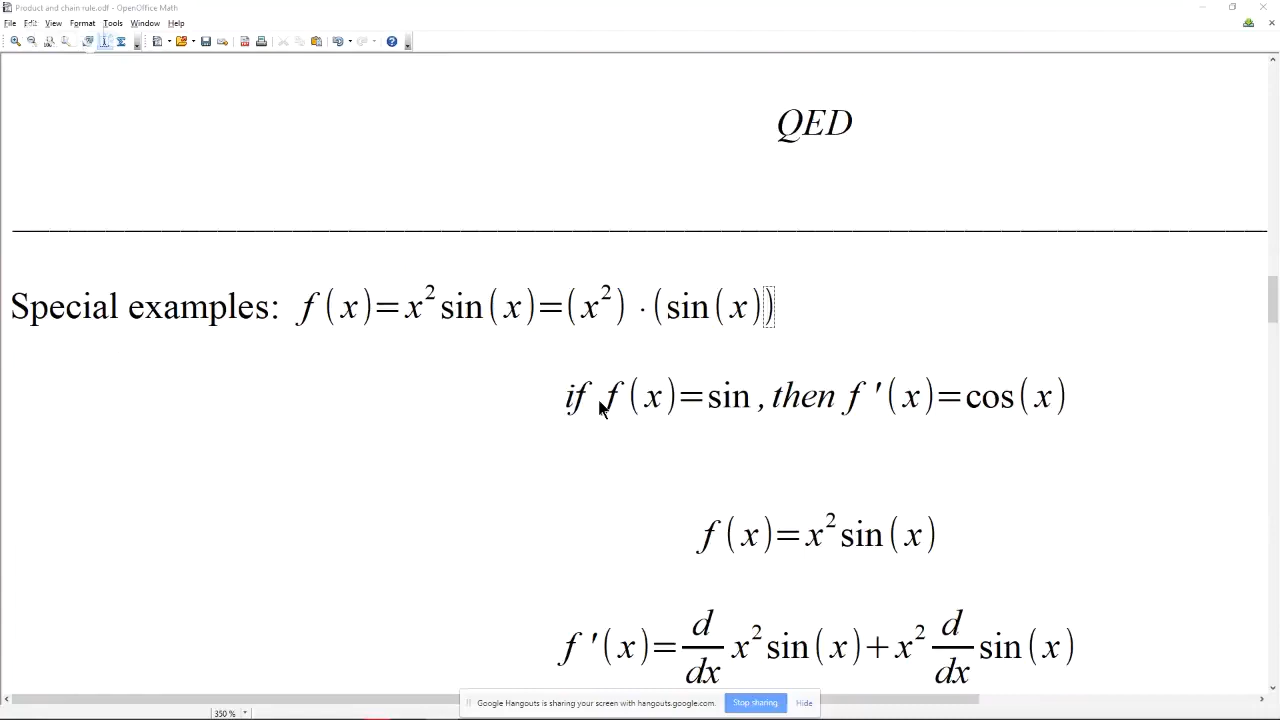 Product and chain rule.odf - OpenOffice Math
File Edit View Format Tools Window Help
QED
Special examples: f(x)=x²sin(x)=(x²)·(sin(x))
if f(x)=sin, then f'(x)=cos(x)
f(x)=x²sin(x)
f'(x)=d/dx x²sin(x)+x² d/dx sin(x)
Google Hangouts is sharing your screen with hangouts.google.com. Stop sharing Hide
350 %